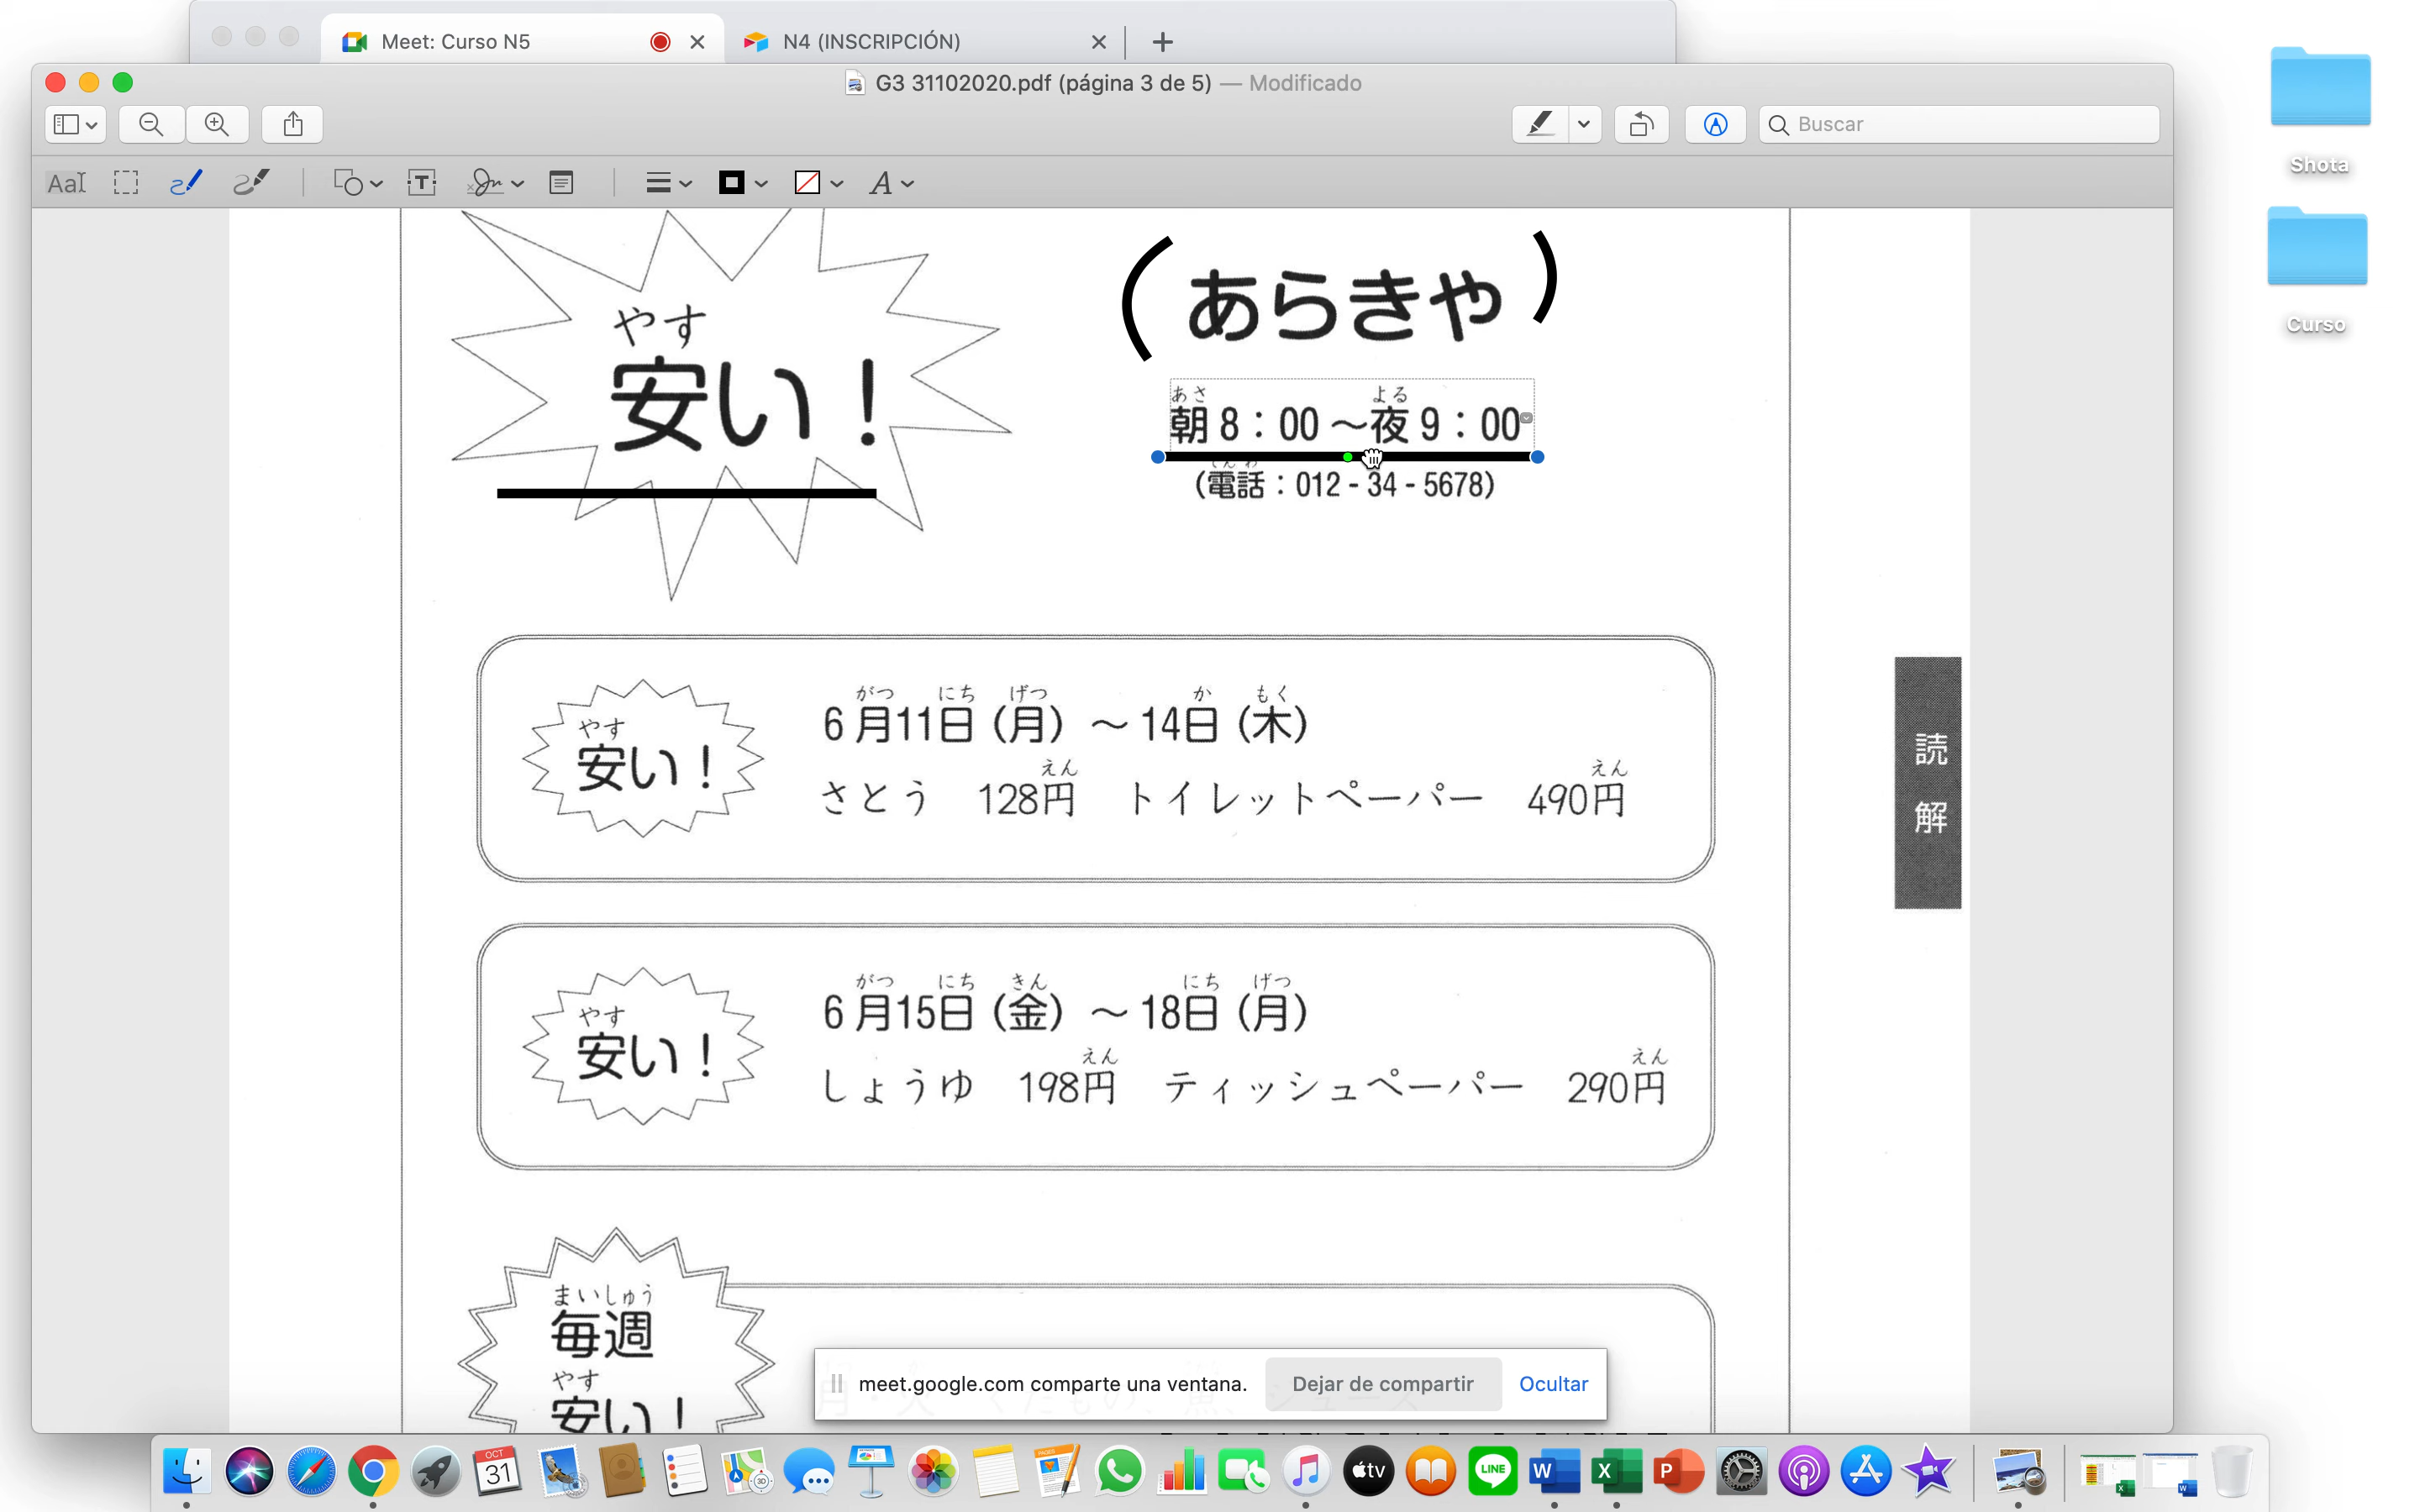 Meet: Curso N5
N4 (INSCRIPCIÓN)
G3 31102020.pdf (página 3 de 5) — Modificado
Buscar
Shota
Curso
やす
安い！
(あらきや)
あさ よる
朝8：00～夜9：00
(電話：012-34-5678)
やす
安い！
がつ にち げつ か もく
6月11日(月)～14日(木)
えん えん
さとう 128円 トイレットペーパー 490円
読解
やす
安い！
がつ にち きん にち げつ
6月15日(金)～18日(月)
えん えん
しょうゆ 198円 ティッシュペーパー 290円
まいしゅう
毎週
やす
安い！
meet.google.com comparte una ventana.
Dejar de compartir
Ocultar
OCT
31
PAGES
3D
tv
LINE
W
X
P